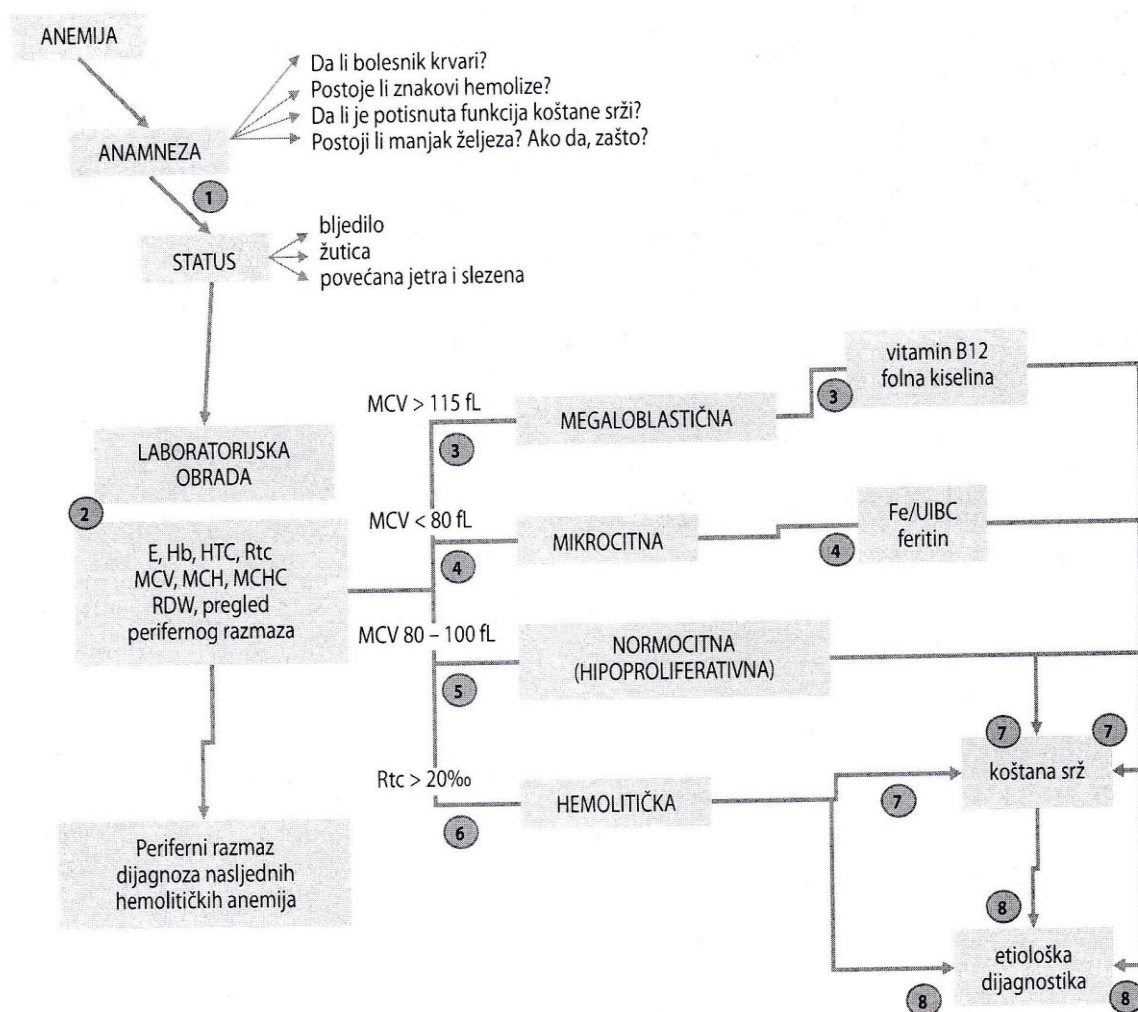 ANEMIJA
Da li bolesnik krvari?
Postoje li znakovi hemolize?
Da li je potisnuta funkcija koštane srži?
Postoji li manjak željeza? Ako da, zašto?
ANAMNEZA
1
STATUS
bljedilo
žutica
povećana jetra i slezena
LABORATORIJSKA
OBRADA
2
E, Hb, HTC, Rtc
MCV, MCH, MCHC
RDW, pregled
perifernog razmaza
Periferni razmaz
dijagnoza nasljednih
hemolitičkih anemija
MCV > 115 fL
3
MEGALOBLASTIČNA
3
vitamin B12
folna kiselina
MCV < 80 fL
4
MIKROCITNA
4
Fe/UIBC
feritin
MCV 80 – 100 fL
5
NORMOCITNA
(HIPOPROLIFERATIVNA)
Rtc > 20‰
6
HEMOLITIČKA
7
7
7
koštana srž
8
etiološka
dijagnostika
8
8